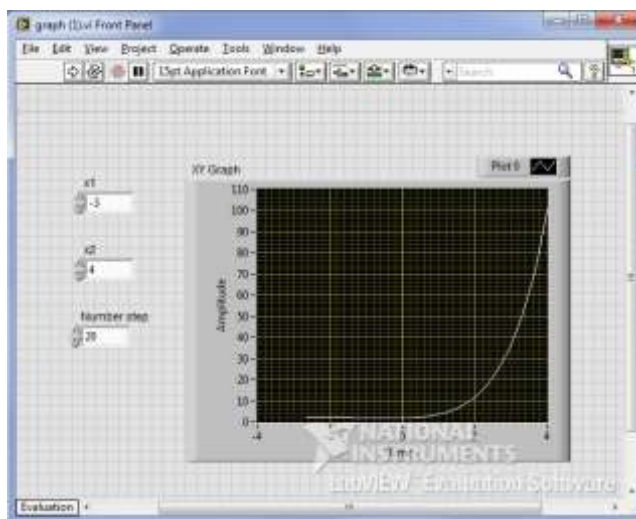 graph (1).vi Front Panel
File Edit View Project Operate Tools Window Help
15pt Application Font Search
XY Graph
Plot 0
x1
-3
x2
4
Number step
20
Amplitude
110
100
90
80
70
60
50
40
30
20
10
0
-4 0 4
NATIONAL
INSTRUMENTS
LabVIEW Evaluation Software
Evaluation